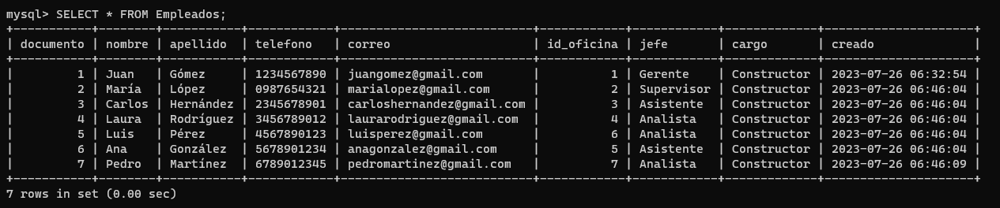 mysql> SELECT * FROM Empleados;
+-----------+--------+-----------+------------+---------------------------+------------+------------+-------------+---------------------+
| documento | nombre | apellido  | telefono   | correo                    | id_oficina | jefe       | cargo       | creado              |
+-----------+--------+-----------+------------+---------------------------+------------+------------+-------------+---------------------+
|         1 | Juan   | Gómez     | 1234567890 | juangomez@gmail.com       |          1 | Gerente    | Constructor | 2023-07-26 06:32:54 |
|         2 | María  | López     | 0987654321 | marialopez@gmail.com      |          2 | Supervisor | Constructor | 2023-07-26 06:46:04 |
|         3 | Carlos | Hernández | 2345678901 | carloshernandez@gmail.com |          3 | Asistente  | Constructor | 2023-07-26 06:46:04 |
|         4 | Laura  | Rodríguez | 3456789012 | laurarodriguez@gmail.com  |          4 | Analista   | Constructor | 2023-07-26 06:46:04 |
|         5 | Luis   | Pérez     | 4567890123 | luisperez@gmail.com       |          6 | Analista   | Constructor | 2023-07-26 06:46:04 |
|         6 | Ana    | González  | 5678901234 | anagonzalez@gmail.com     |          5 | Asistente  | Constructor | 2023-07-26 06:46:04 |
|         7 | Pedro  | Martínez  | 6789012345 | pedromartinez@gmail.com   |          7 | Analista   | Constructor | 2023-07-26 06:46:09 |
+-----------+--------+-----------+------------+---------------------------+------------+------------+-------------+---------------------+
7 rows in set (0.00 sec)